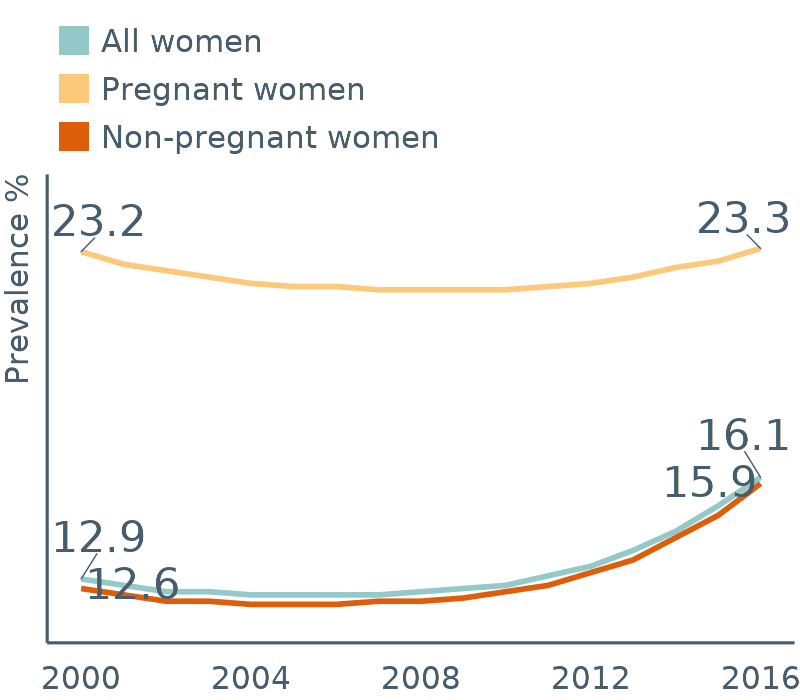 All women
Pregnant women
Non-pregnant women
Prevalence %
23.2
23.3
16.1
15.9
12.9
12.6
2000
2004
2008
2012
2016